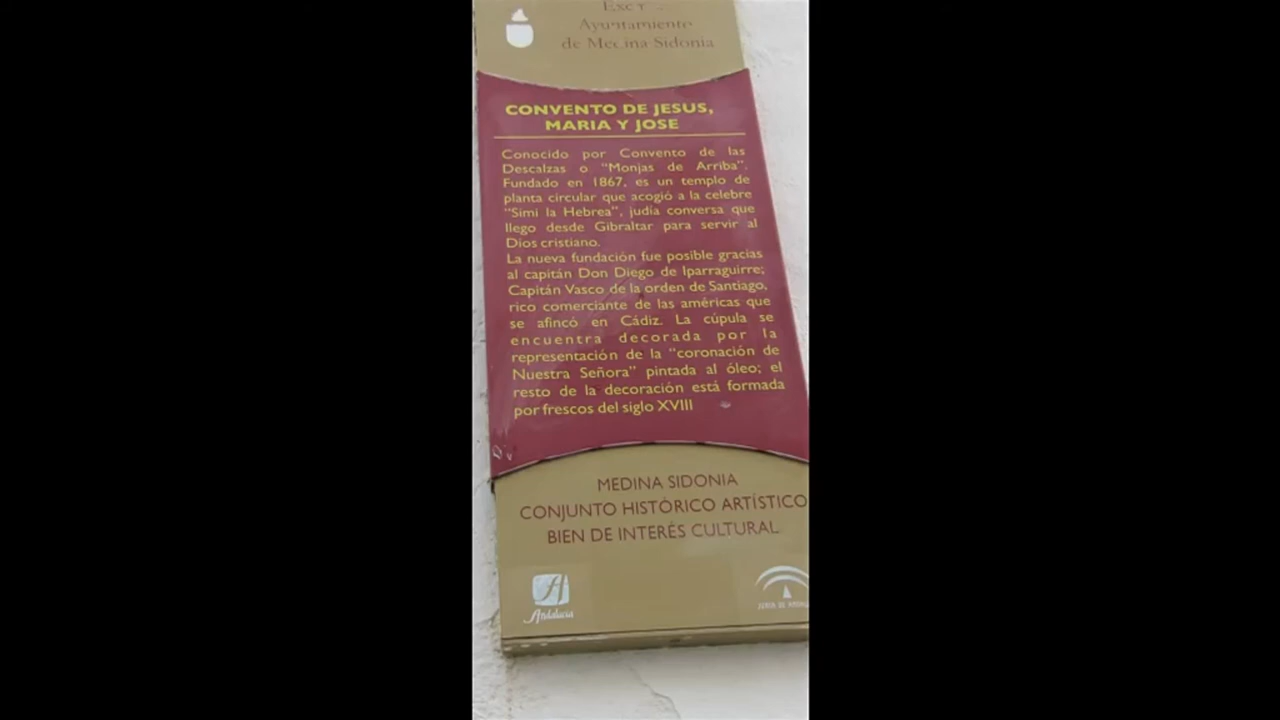 Ayuntamiento
de Medina Sidonia
CONVENTO DE JESUS,
MARIA Y JOSE
Conocido por Convento de las
Descalzas o "Monjas de Arriba".
Fundado en 1867, es un templo de
planta circular que acogió a la celebre
"Simi la Hebrea", judía conversa que
llego desde Gibraltar para servir al
Dios cristiano.
La nueva fundación fue posible gracias
al capitán Don Diego de Iparraguirre;
Capitán Vasco de la orden de Santiago,
rico comerciante de las américas que
se afincó en Cádiz. La cúpula se
encuentra decorada por la
representación de la "coronación de
Nuestra Señora" pintada al óleo; el
resto de la decoración está formada
por frescos del siglo XVIII
MEDINA SIDONIA
CONJUNTO HISTÓRICO ARTÍSTICO
BIEN DE INTERÉS CULTURAL
A
Andalucía
JUNTA DE